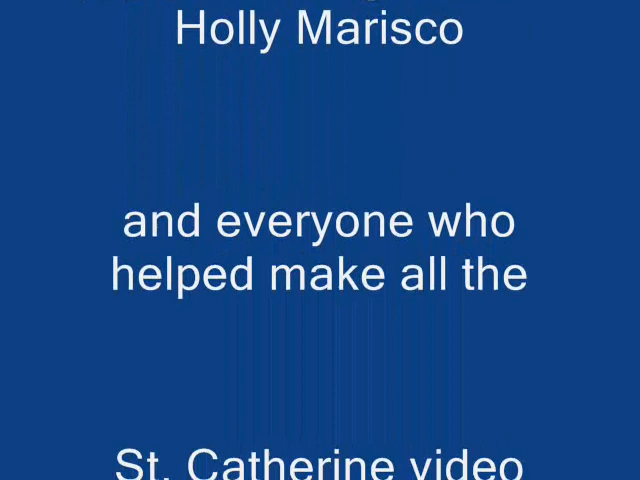 Holly Marisco
and everyone who
helped make all the
St. Catherine video